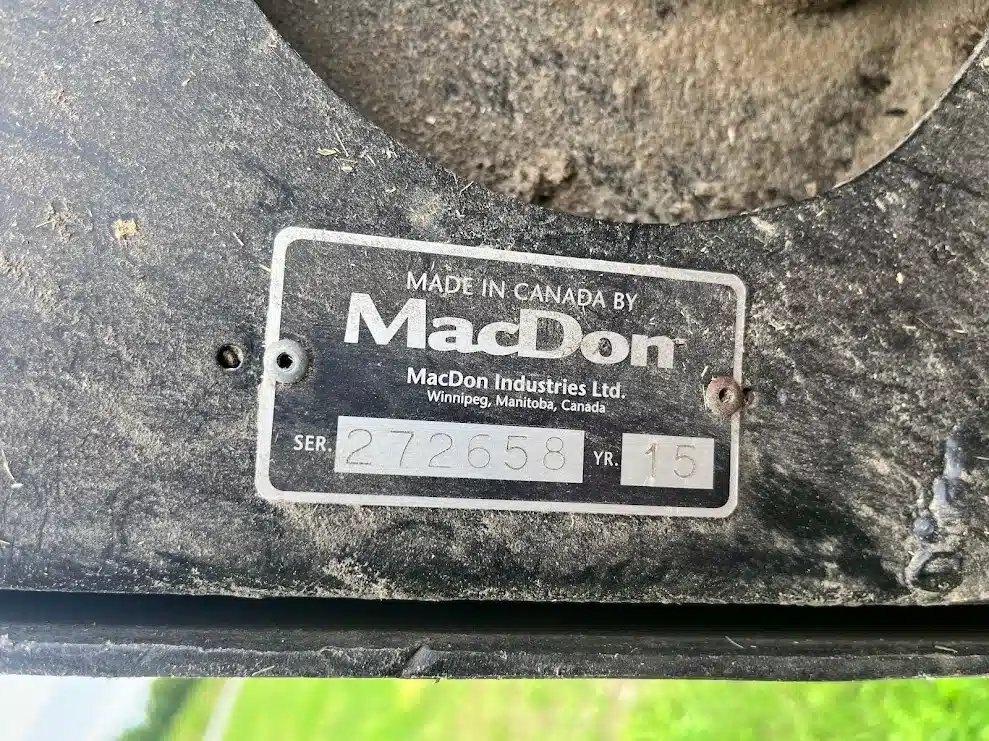 MADE IN CANADA BY
MacDon
MacDon Industries Ltd.
Winnipeg, Manitoba, Canada
SER. 272658 YR. 15